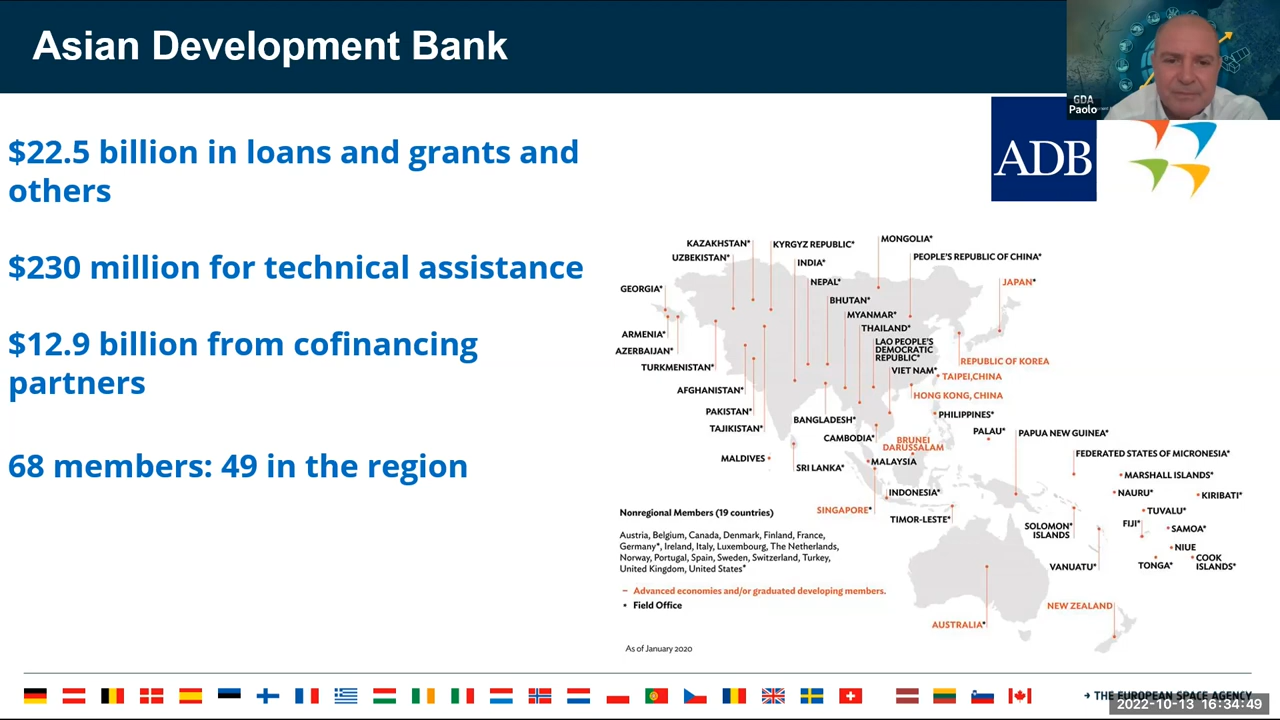 Asian Development Bank
GDA
Paolo
ADB
$22.5 billion in loans and grants and
others
$230 million for technical assistance
$12.9 billion from cofinancing
partners
68 members: 49 in the region
KAZAKHSTAN*
KYRGYZ REPUBLIC*
MONGOLIA*
UZBEKISTAN*
INDIA*
PEOPLE'S REPUBLIC OF CHINA*
GEORGIA*
NEPAL*
JAPAN*
BHUTAN*
MYANMAR*
ARMENIA*
THAILAND*
AZERBAIJAN*
LAO PEOPLE'S
DEMOCRATIC
REPUBLIC*
REPUBLIC OF KOREA
TURKMENISTAN*
VIET NAM*
TAIPEI,CHINA
AFGHANISTAN*
HONG KONG, CHINA
PAKISTAN*
BANGLADESH*
PHILIPPINES*
TAJIKISTAN*
CAMBODIA*
BRUNEI
DARUSSALAM
PALAU*
PAPUA NEW GUINEA*
MALDIVES
SRI LANKA*
MALAYSIA
FEDERATED STATES OF MICRONESIA*
MARSHALL ISLANDS*
INDONESIA*
NAURU*
KIRIBATI*
SINGAPORE*
TIMOR-LESTE*
TUVALU*
SOLOMON*
ISLANDS
FIJI*
SAMOA*
NIUE
VANUATU*
TONGA*
COOK
ISLANDS*
NEW ZEALAND
AUSTRALIA*
Nonregional Members (19 countries)
Austria, Belgium, Canada, Denmark, Finland, France,
Germany*, Ireland, Italy, Luxembourg, The Netherlands,
Norway, Portugal, Spain, Sweden, Switzerland, Turkey,
United Kingdom, United States*
– Advanced economies and/or graduated developing members.
* Field Office
As of January 2020
→ THE EUROPEAN SPACE AGENCY
2022-10-13 16:34:49